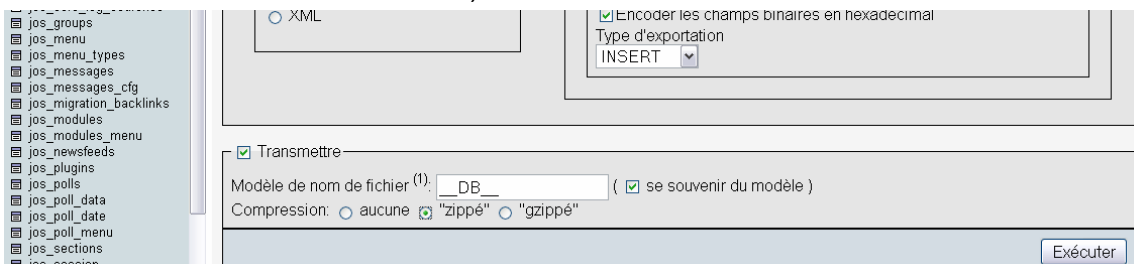 jos_groups
jos_menu
jos_menu_types
jos_messages
jos_messages_cfg
jos_migration_backlinks
jos_modules
jos_modules_menu
jos_newsfeeds
jos_plugins
jos_polls
jos_poll_data
jos_poll_date
jos_poll_menu
jos_sections
XML
Encoder les champs binaires en hexadécimal
Type d'exportation
INSERT
Transmettre
Modèle de nom de fichier (1): __DB__ ( se souvenir du modèle )
Compression: aucune "zippé" "gzippé"
Exécuter